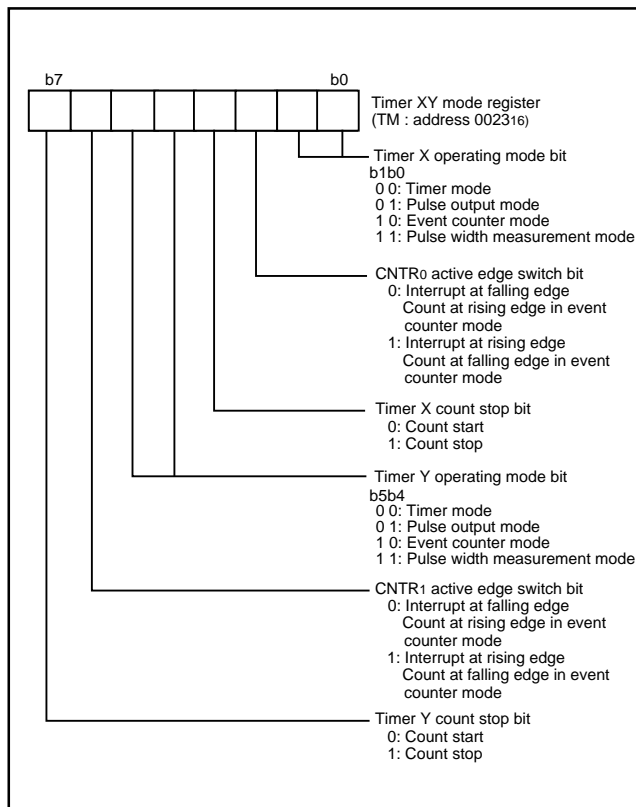 b7 b0
Timer XY mode register
(TM : address 002316)
Timer X operating mode bit
b1b0
0 0: Timer mode
0 1: Pulse output mode
1 0: Event counter mode
1 1: Pulse width measurement mode
CNTR0 active edge switch bit
0: Interrupt at falling edge
Count at rising edge in event
counter mode
1: Interrupt at rising edge
Count at falling edge in event
counter mode
Timer X count stop bit
0: Count start
1: Count stop
Timer Y operating mode bit
b5b4
0 0: Timer mode
0 1: Pulse output mode
1 0: Event counter mode
1 1: Pulse width measurement mode
CNTR1 active edge switch bit
0: Interrupt at falling edge
Count at rising edge in event
counter mode
1: Interrupt at rising edge
Count at falling edge in event
counter mode
Timer Y count stop bit
0: Count start
1: Count stop